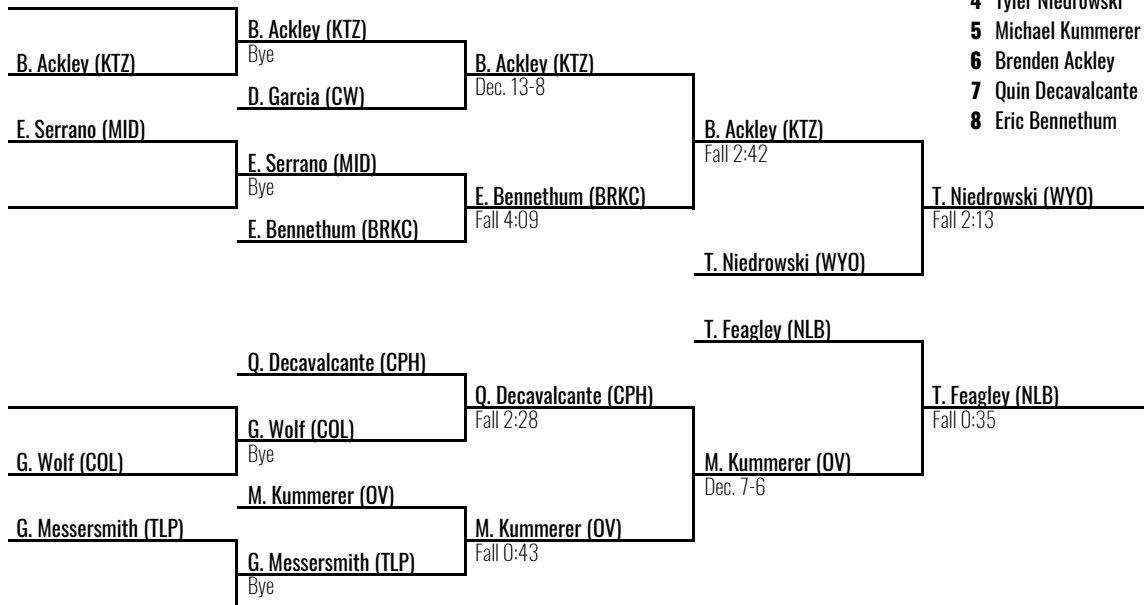 4 Tyler Niedrowski
B. Ackley (KTZ)
5 Michael Kummerer
Bye
B. Ackley (KTZ)
B. Ackley (KTZ)
6 Brenden Ackley
Dec. 13-8
D. Garcia (CW)
7 Quin Decavalcante
E. Serrano (MID)
B. Ackley (KTZ)
8 Eric Bennethum
Fall 2:42
E. Serrano (MID)
Bye
E. Bennethum (BRKC)
T. Niedrowski (WYO)
Fall 4:09
Fall 2:13
E. Bennethum (BRKC)
T. Niedrowski (WYO)
T. Feagley (NLB)
Q. Decavalcante (CPH)
Q. Decavalcante (CPH)
T. Feagley (NLB)
Fall 2:28
Fall 0:35
G. Wolf (COL)
Bye
G. Wolf (COL)
M. Kummerer (OV)
Dec. 7-6
M. Kummerer (OV)
G. Messersmith (TLP)
M. Kummerer (OV)
Fall 0:43
G. Messersmith (TLP)
Bye